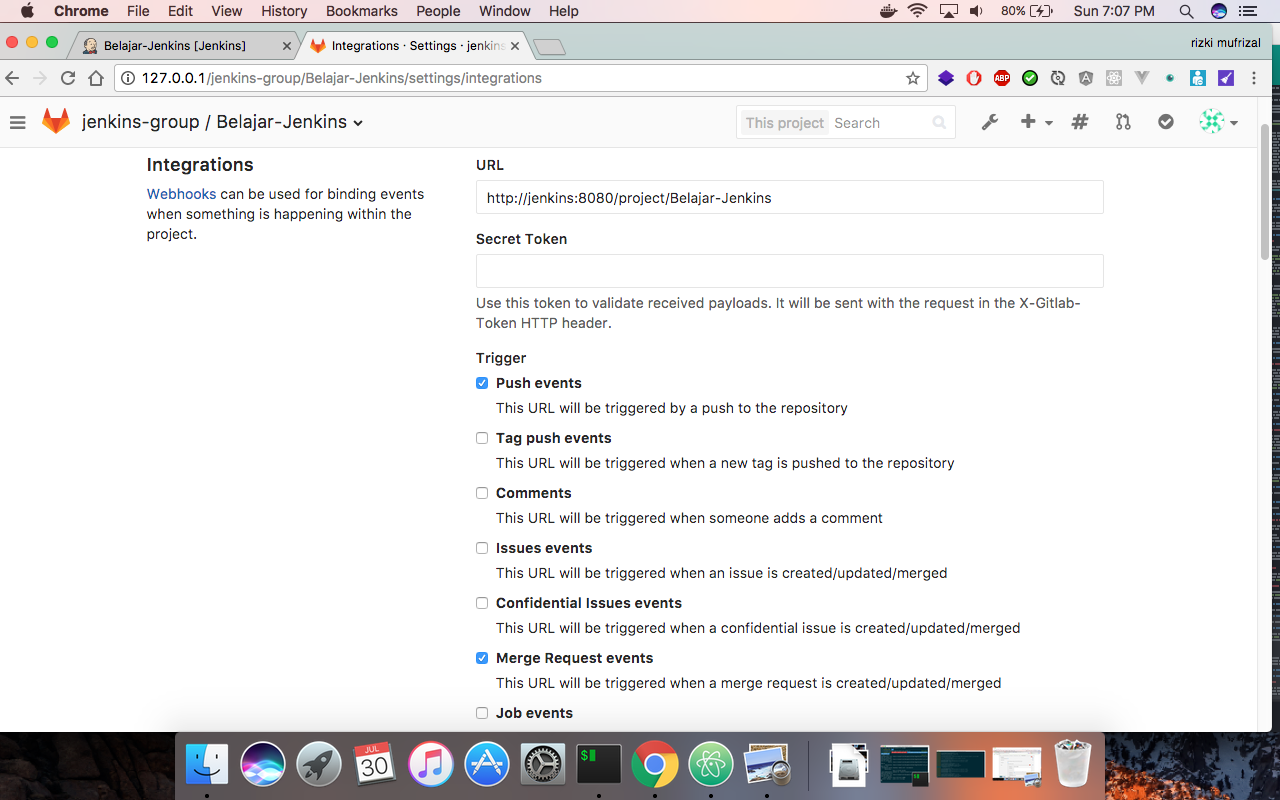 Chrome File Edit View History Bookmarks People Window Help 80% Sun 7:07 PM
Belajar-Jenkins [Jenkins] Integrations · Settings · jenkins rizki mufrizal
127.0.0.1/jenkins-group/Belajar-Jenkins/settings/integrations ABP
jenkins-group / Belajar-Jenkins This project Search
Integrations
Webhooks can be used for binding events
when something is happening within the
project.
URL
http://jenkins:8080/project/Belajar-Jenkins
Secret Token
Use this token to validate received payloads. It will be sent with the request in the X-Gitlab-
Token HTTP header.
Trigger
Push events
This URL will be triggered by a push to the repository
Tag push events
This URL will be triggered when a new tag is pushed to the repository
Comments
This URL will be triggered when someone adds a comment
Issues events
This URL will be triggered when an issue is created/updated/merged
Confidential Issues events
This URL will be triggered when a confidential issue is created/updated/merged
Merge Request events
This URL will be triggered when a merge request is created/updated/merged
Job events
JUL
30
$